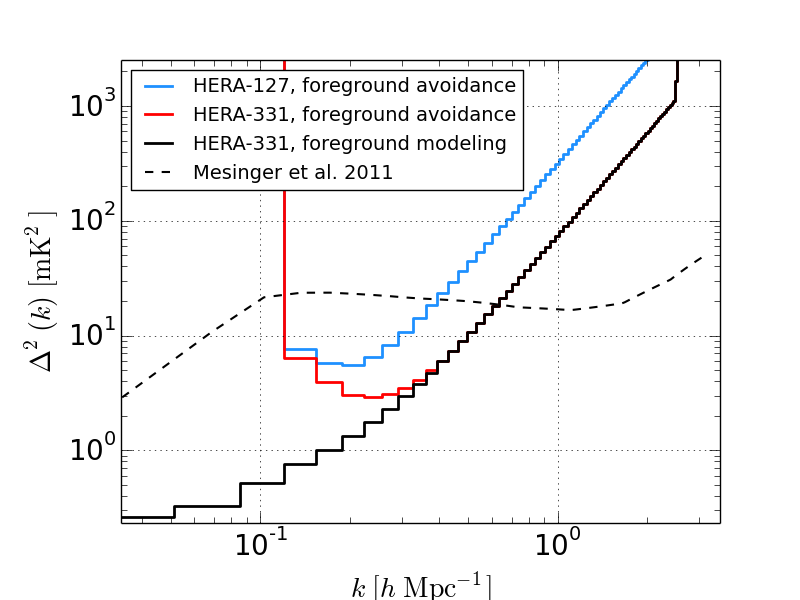 HERA-127, foreground avoidance
HERA-331, foreground avoidance
HERA-331, foreground modeling
Mesinger et al. 2011
10³
10²
10¹
10⁰
Δ² (k) [mK² ]
10⁻¹
10⁰
k [h Mpc⁻¹]